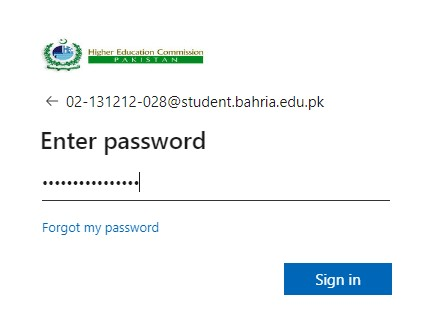 Higher Education Commission
PAKISTAN
02-131212-028@student.bahria.edu.pk
Enter password
••••••••••••••••
Forgot my password
Sign in